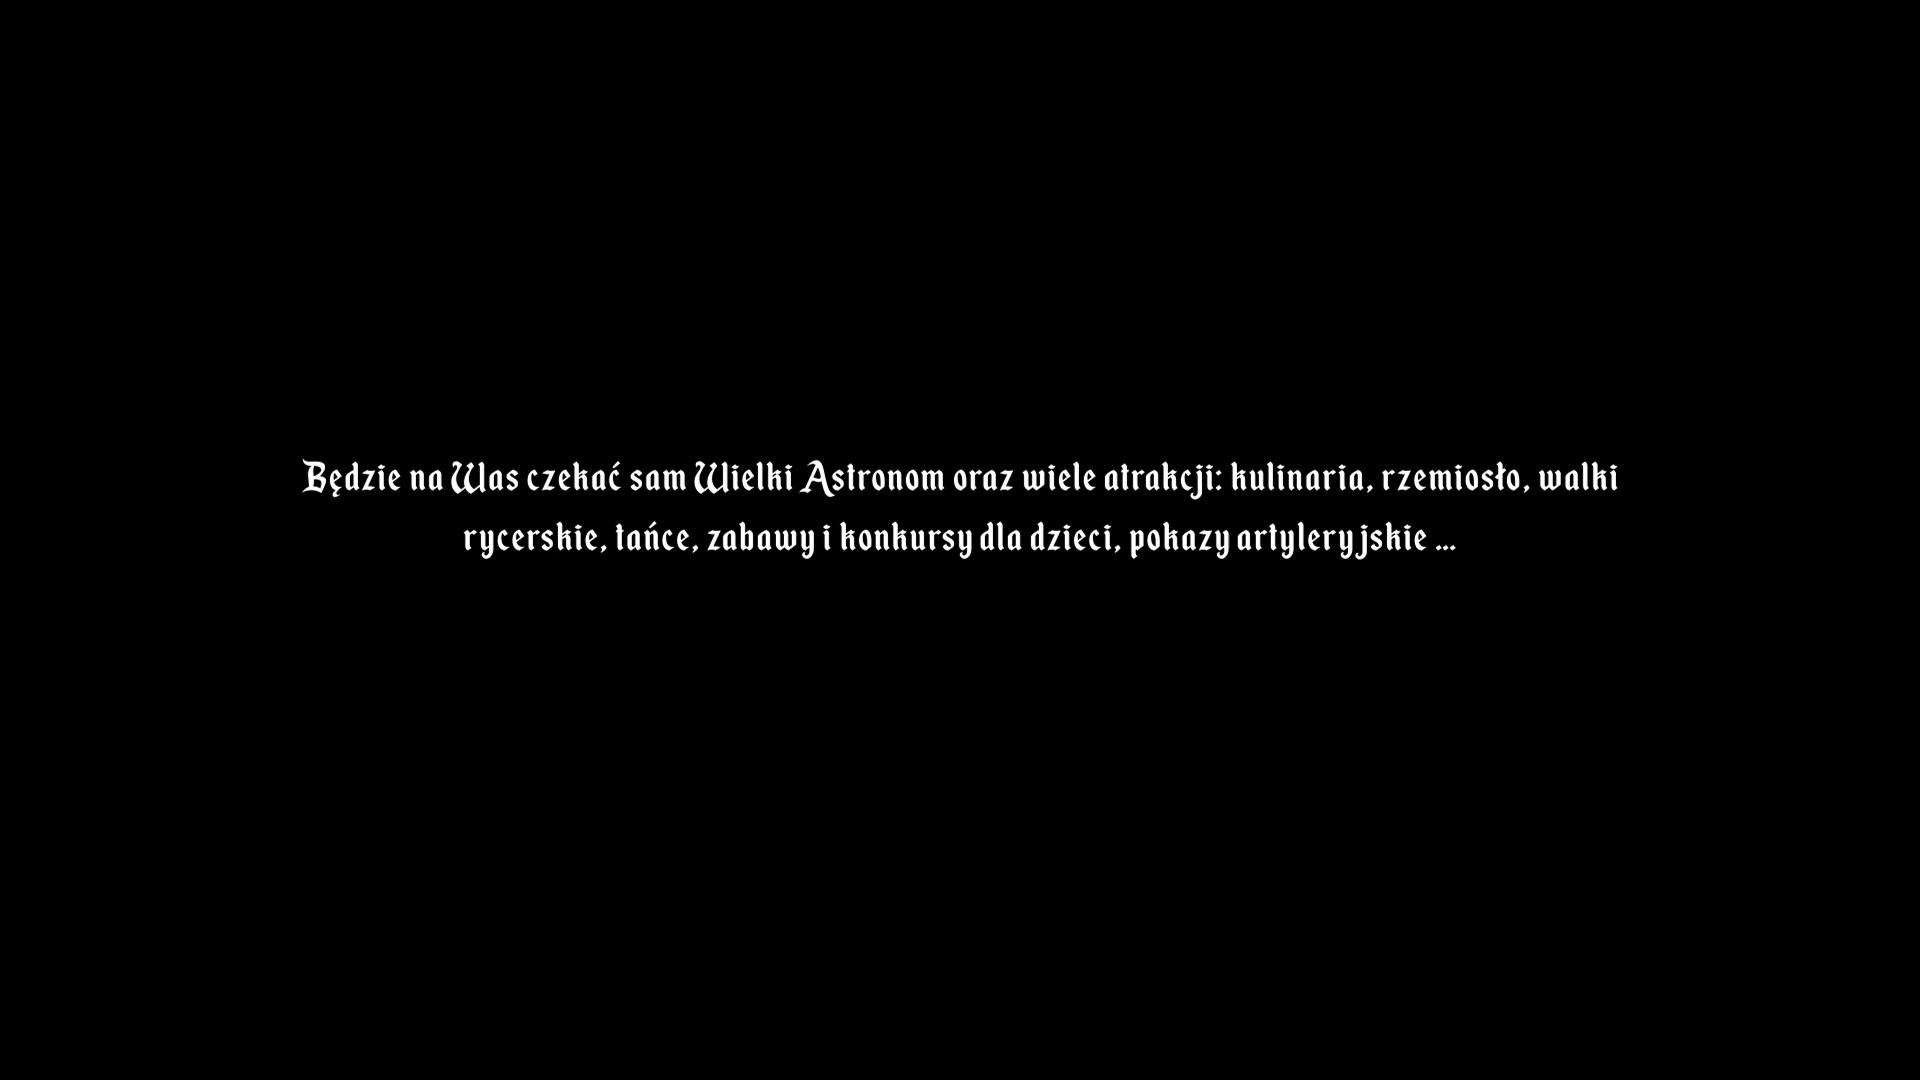 Będzie na Was czekać sam Wielki Astronom oraz wiele atrakcji: kulinaria, rzemiosło, walki
rycerskie, tańce, zabawy i konkursy dla dzieci, pokazy artyleryjskie ...